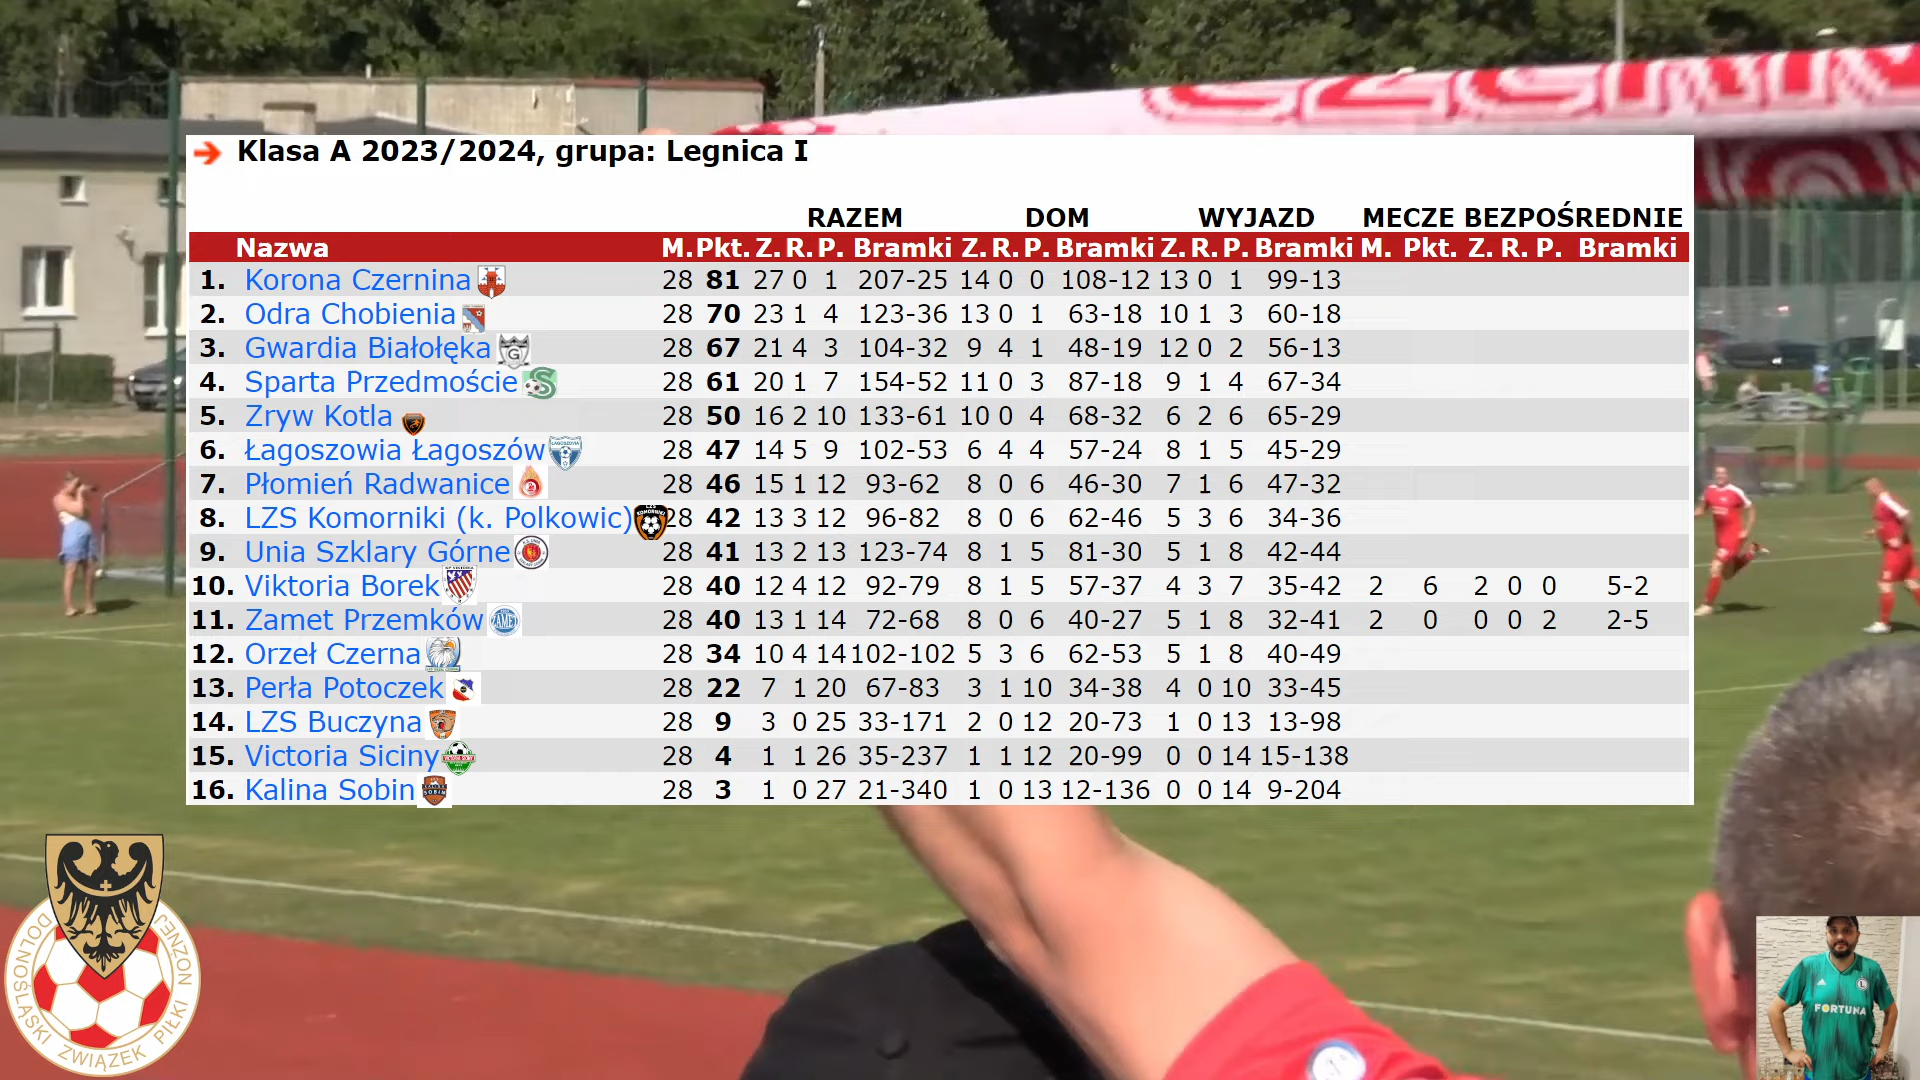 Klasa A 2023/2024, grupa: Legnica I
RAZEM DOM WYJAZD MECZE BEZPOŚREDNIE
Nazwa M. Pkt. Z. R. P. Bramki Z. R. P. Bramki Z. R. P. Bramki M. Pkt. Z. R. P. Bramki
1. Korona Czernina 28 81 27 0 1 207-25 14 0 0 108-12 13 0 1 99-13
2. Odra Chobienia 28 70 23 1 4 123-36 13 0 1 63-18 10 1 3 60-18
3. Gwardia Białołęka 28 67 21 4 3 104-32 9 4 1 48-19 12 0 2 56-13
4. Sparta Przedmoście 28 61 20 1 7 154-52 11 0 3 87-18 9 1 4 67-34
5. Zryw Kotla 28 50 16 2 10 133-61 10 0 4 68-32 6 2 6 65-29
6. Łagoszowia Łagoszów 28 47 14 5 9 102-53 6 4 4 57-24 8 1 5 45-29
7. Płomień Radwanice 28 46 15 1 12 93-62 8 0 6 46-30 7 1 6 47-32
8. LZS Komorniki (k. Polkowic) 28 42 13 3 12 96-82 8 0 6 62-46 5 3 6 34-36
9. Unia Szklary Górne 28 41 13 2 13 123-74 8 1 5 81-30 5 1 8 42-44
10. Viktoria Borek 28 40 12 4 12 92-79 8 1 5 57-37 4 3 7 35-42 2 6 2 0 0 5-2
11. Zamet Przemków 28 40 13 1 14 72-68 8 0 6 40-27 5 1 8 32-41 2 0 0 0 2 2-5
12. Orzeł Czerna 28 34 10 4 14 102-102 5 3 6 62-53 5 1 8 40-49
13. Perła Potoczek 28 22 7 1 20 67-83 3 1 10 34-38 4 0 10 33-45
14. LZS Buczyna 28 9 3 0 25 33-171 2 0 12 20-73 1 0 13 13-98
15. Victoria Siciny 28 4 1 1 26 35-237 1 1 12 20-99 0 0 14 15-138
16. Kalina Sobin 28 3 1 0 27 21-340 1 0 13 12-136 0 0 14 9-204
DOLNOŚLĄSKI ZWIĄZEK PIŁKI NOŻNEJ
FORTUNA